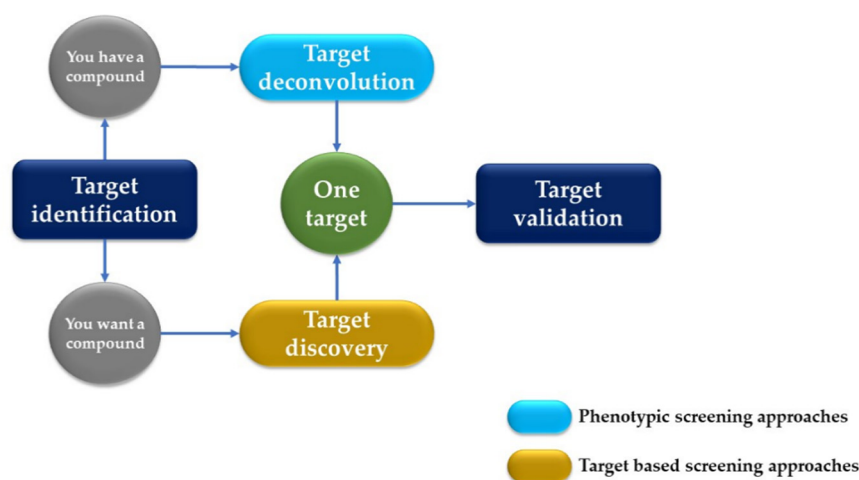 You have a
compound
Target
deconvolution
Target
identification
One
target
Target
validation
You want a
compound
Target
discovery
Phenotypic screening approaches
Target based screening approaches